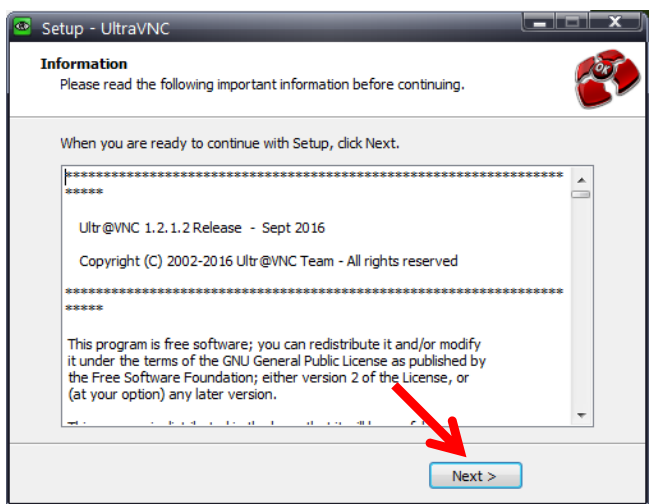 Setup - UltraVNC
Information
Please read the following important information before continuing.
OK
When you are ready to continue with Setup, click Next.
*****************************************************************
*****
Ultr@VNC 1.2.1.2 Release - Sept 2016
Copyright (C) 2002-2016 Ultr@VNC Team - All rights reserved
*****************************************************************
*****
This program is free software; you can redistribute it and/or modify
it under the terms of the GNU General Public License as published by
the Free Software Foundation; either version 2 of the License, or
(at your option) any later version.
Next >